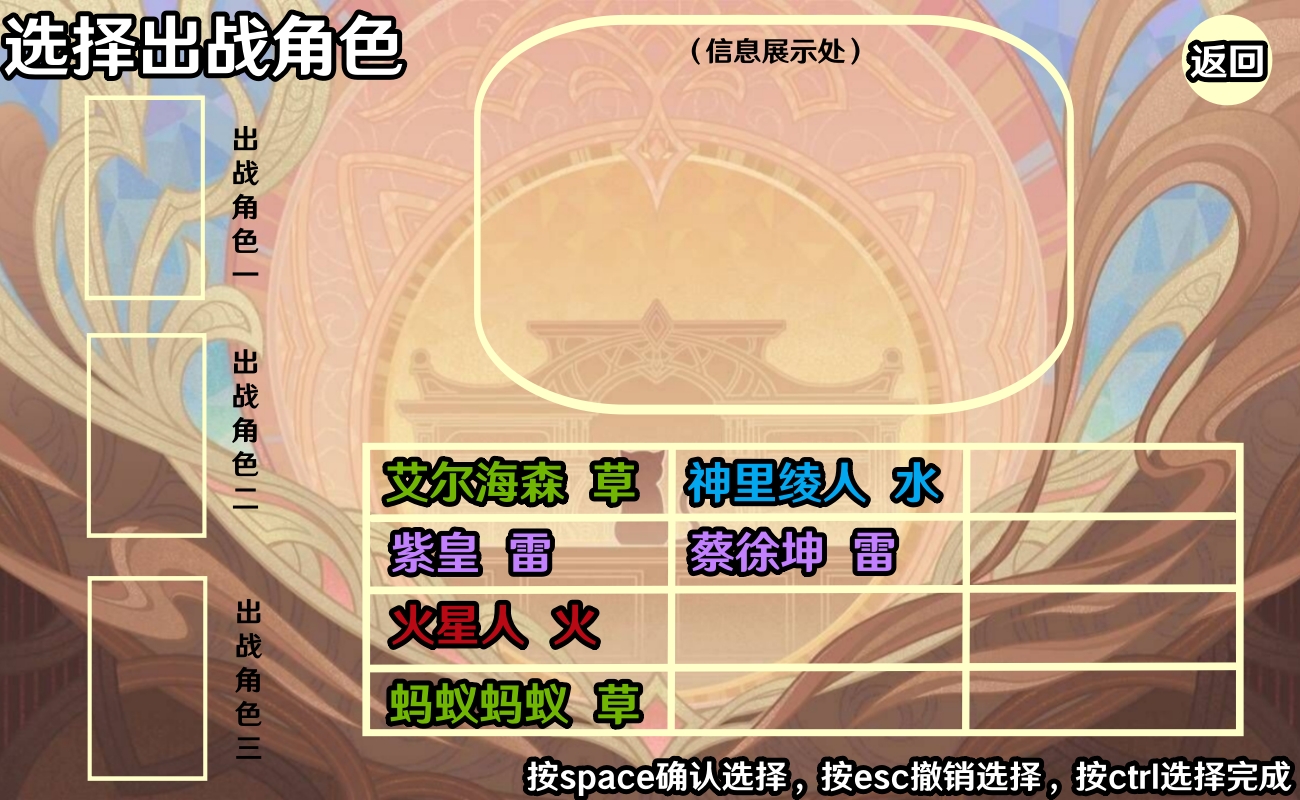 选择出战角色
（信息展示处）
返回
出战角色一
出战角色二
出战角色三
艾尔海森 草
神里绫人 水
紫皇 雷
蔡徐坤 雷
火星人 火
蚂蚁蚂蚁 草
按space确认选择，按esc撤销选择，按ctrl选择完成